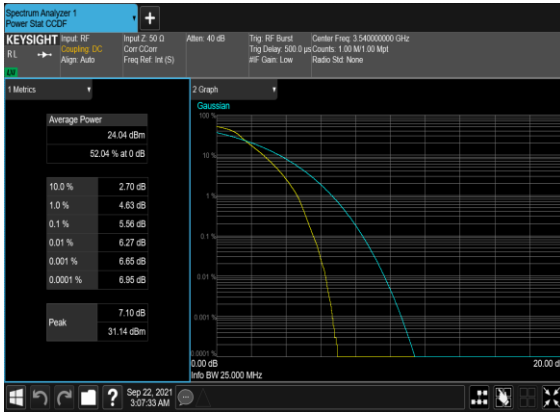 Spectrum Analyzer 1
Power Stat CCDF
+
KEYSIGHT
RL
LV
Input: RF
Coupling: DC
Align: Auto
Input Z: 50 Ω
Corr CCorr
Freq Ref: Int (S)
Atten: 40 dB
Trig: RF Burst
Trig Delay: 500.0 µs
#IF Gain: Low
Center Freq: 3.540000000 GHz
Counts: 1.00 M/1.00 Mpt
Radio Std: None
1 Metrics
Average Power
24.04 dBm
52.04 % at 0 dB
10.0 % 2.70 dB
1.0 % 4.63 dB
0.1 % 5.56 dB
0.01 % 6.27 dB
0.001 % 6.65 dB
0.0001 % 6.95 dB
Peak
7.10 dB
31.14 dBm
2 Graph
Gaussian
100 %
10 %
1 %
0.1 %
0.01 %
0.001 %
0.0001 %
0.00 dB
20.00 d
Info BW 25.000 MHz
?
Sep 22, 2021
3:07:33 AM